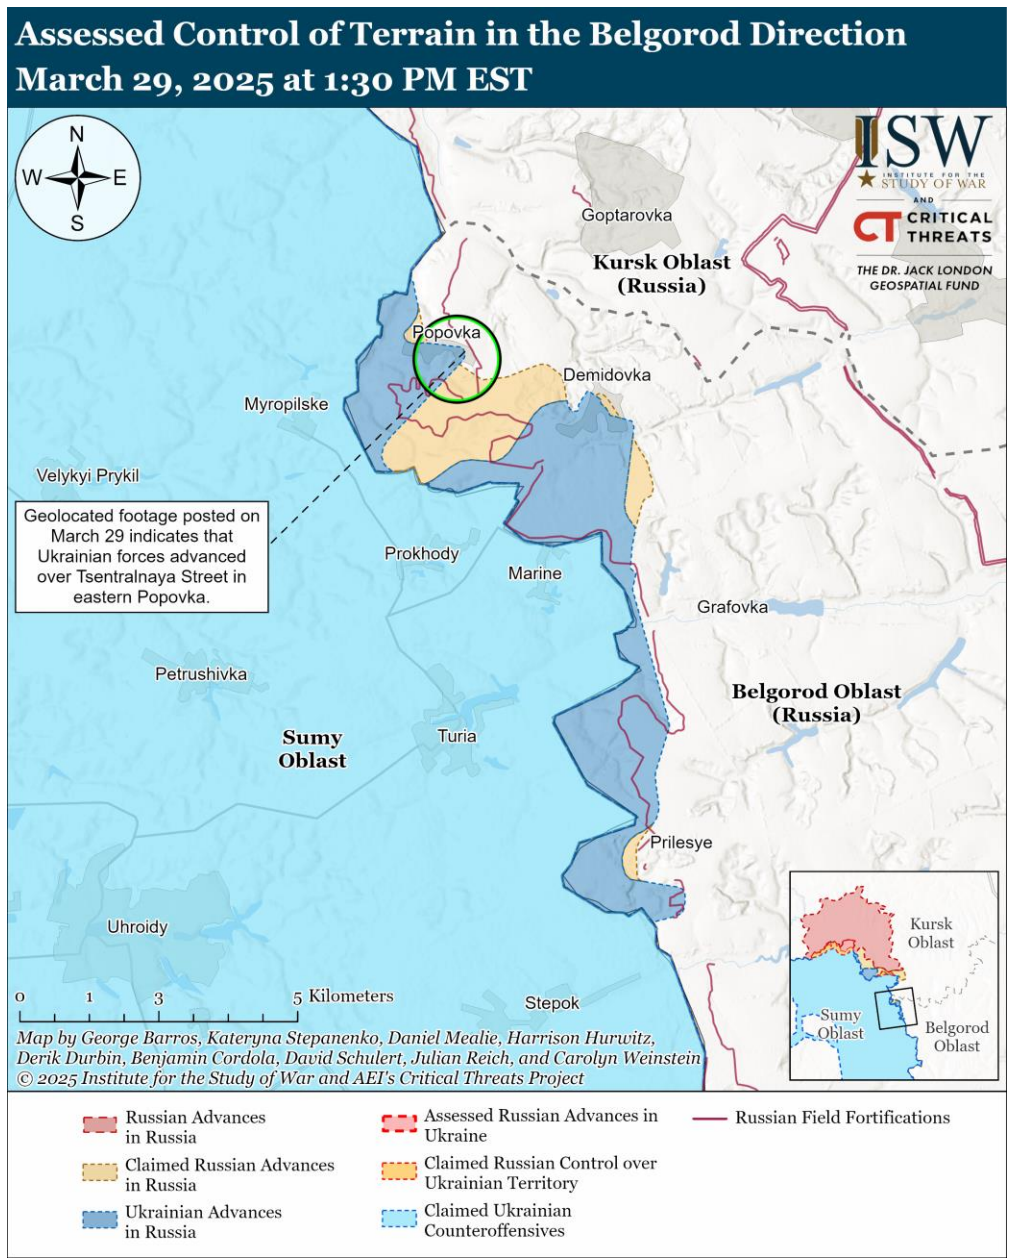 Assessed Control of Terrain in the Belgorod Direction
March 29, 2025 at 1:30 PM EST
N
W E
S
ISW
INSTITUTE FOR THE
STUDY OF WAR
AND
CT CRITICAL
THREATS
THE DR. JACK LONDON
GEOSPATIAL FUND
Goptarovka
Kursk Oblast
(Russia)
Popovka
Demidovka
Myropilske
Velykyi Prykil
Geolocated footage posted on
March 29 indicates that
Ukrainian forces advanced
over Tsentralnaya Street in
eastern Popovka.
Prokhody
Marine
Grafovka
Petrushivka
Belgorod Oblast
(Russia)
Sumy
Oblast
Turia
Prilesye
Uhroidy
Stepok
Kursk
Oblast
Sumy
Oblast
Belgorod
Oblast
0 1 3 5 Kilometers
Map by George Barros, Kateryna Stepanenko, Daniel Mealie, Harrison Hurwitz,
Derik Durbin, Benjamin Cordola, David Schulert, Julian Reich, and Carolyn Weinstein
© 2025 Institute for the Study of War and AEI's Critical Threats Project
Russian Advances
in Russia
Claimed Russian Advances
in Russia
Ukrainian Advances
in Russia
Assessed Russian Advances in
Ukraine
Claimed Russian Control over
Ukrainian Territory
Claimed Ukrainian
Counteroffensives
Russian Field Fortifications